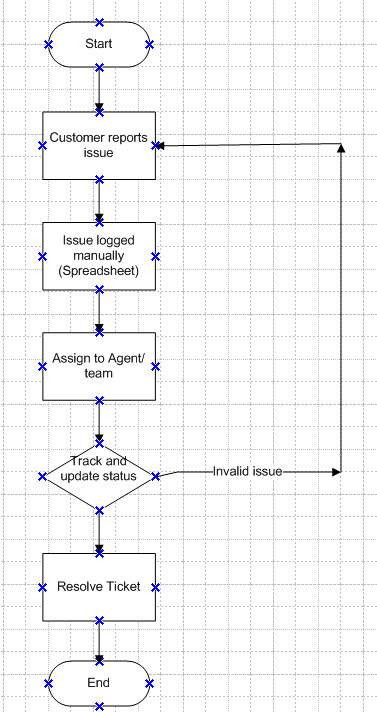 Start
Customer reports
issue
Issue logged
manually
(Spreadsheet)
Assign to Agent/
team
Track and
update status
Invalid issue
Resolve Ticket
End